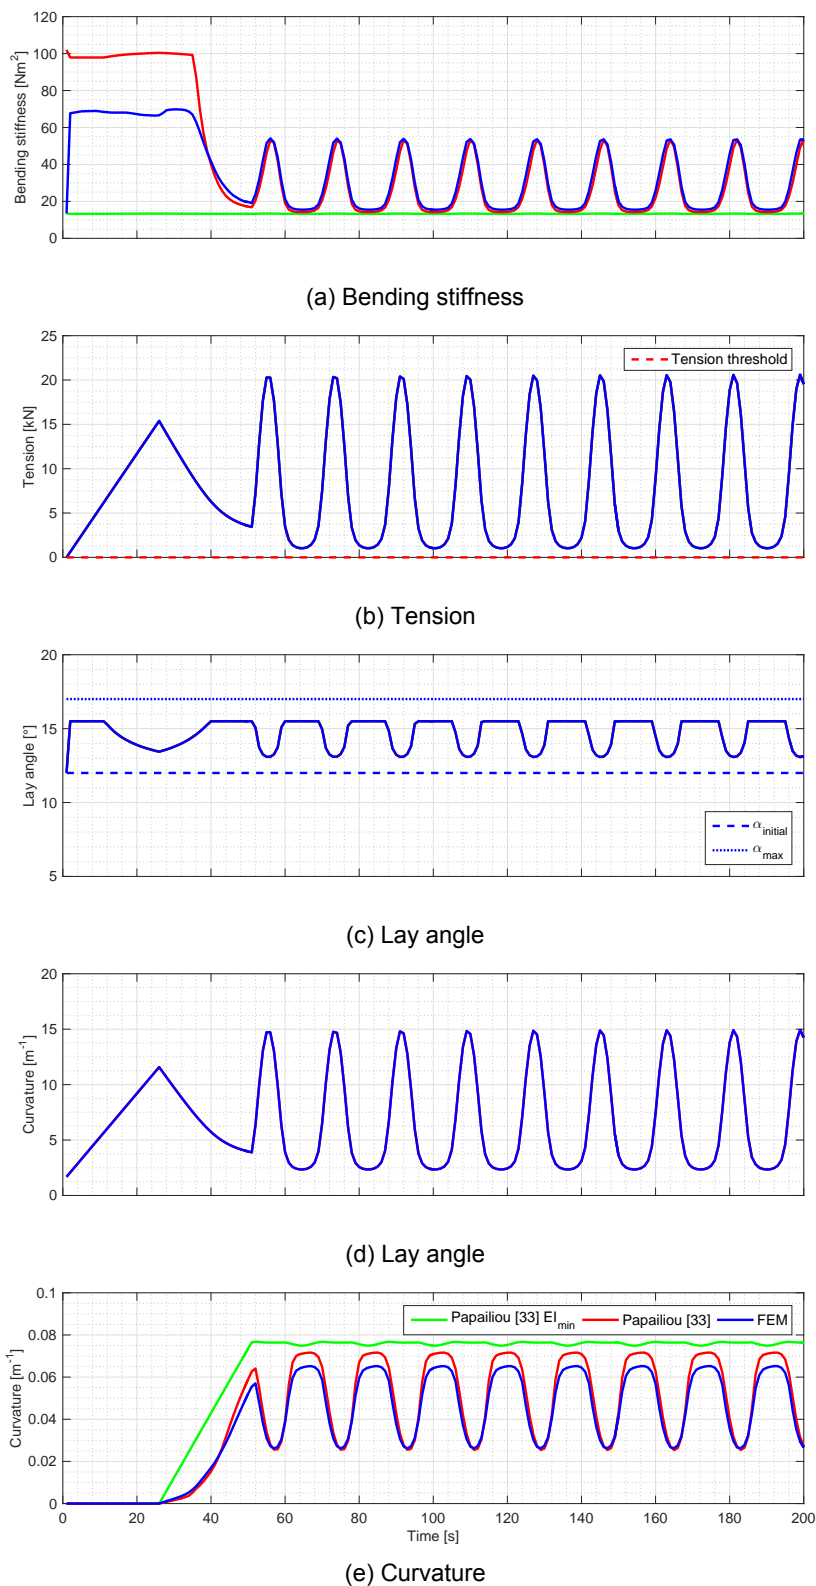 120
100
80
60
40
20
0
Bending stiffness [Nm²]
(a) Bending stiffness
25
20
15
10
5
0
Tension [kN]
Tension threshold
(b) Tension
20
15
10
5
Lay angle [°]
α_initial
α_max
(c) Lay angle
20
15
10
5
0
Curvature [m⁻¹]
(d) Lay angle
0.1
0.08
0.06
0.04
0.02
0
Curvature [m⁻¹]
Papailiou [33] EI_min Papailiou [33] FEM
0 20 40 60 80 100 120 140 160 180 200
Time [s]
(e) Curvature